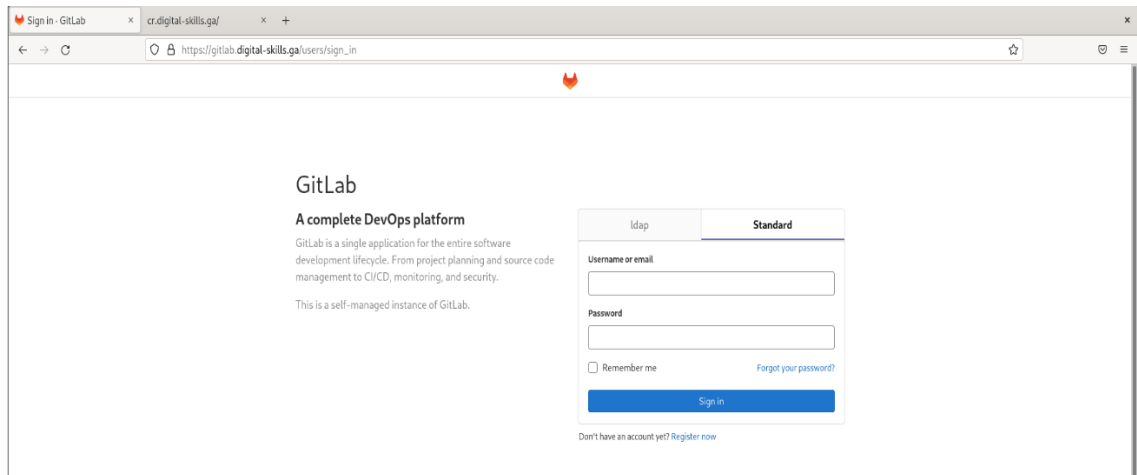 Sign in · GitLab
cr.digital-skills.ga/
https://gitlab.digital-skills.ga/users/sign_in
GitLab
A complete DevOps platform
GitLab is a single application for the entire software
development lifecycle. From project planning and source code
management to CI/CD, monitoring, and security.
This is a self-managed instance of GitLab.
ldap
Standard
Username or email
Password
Remember me
Forgot your password?
Sign in
Don't have an account yet? Register now